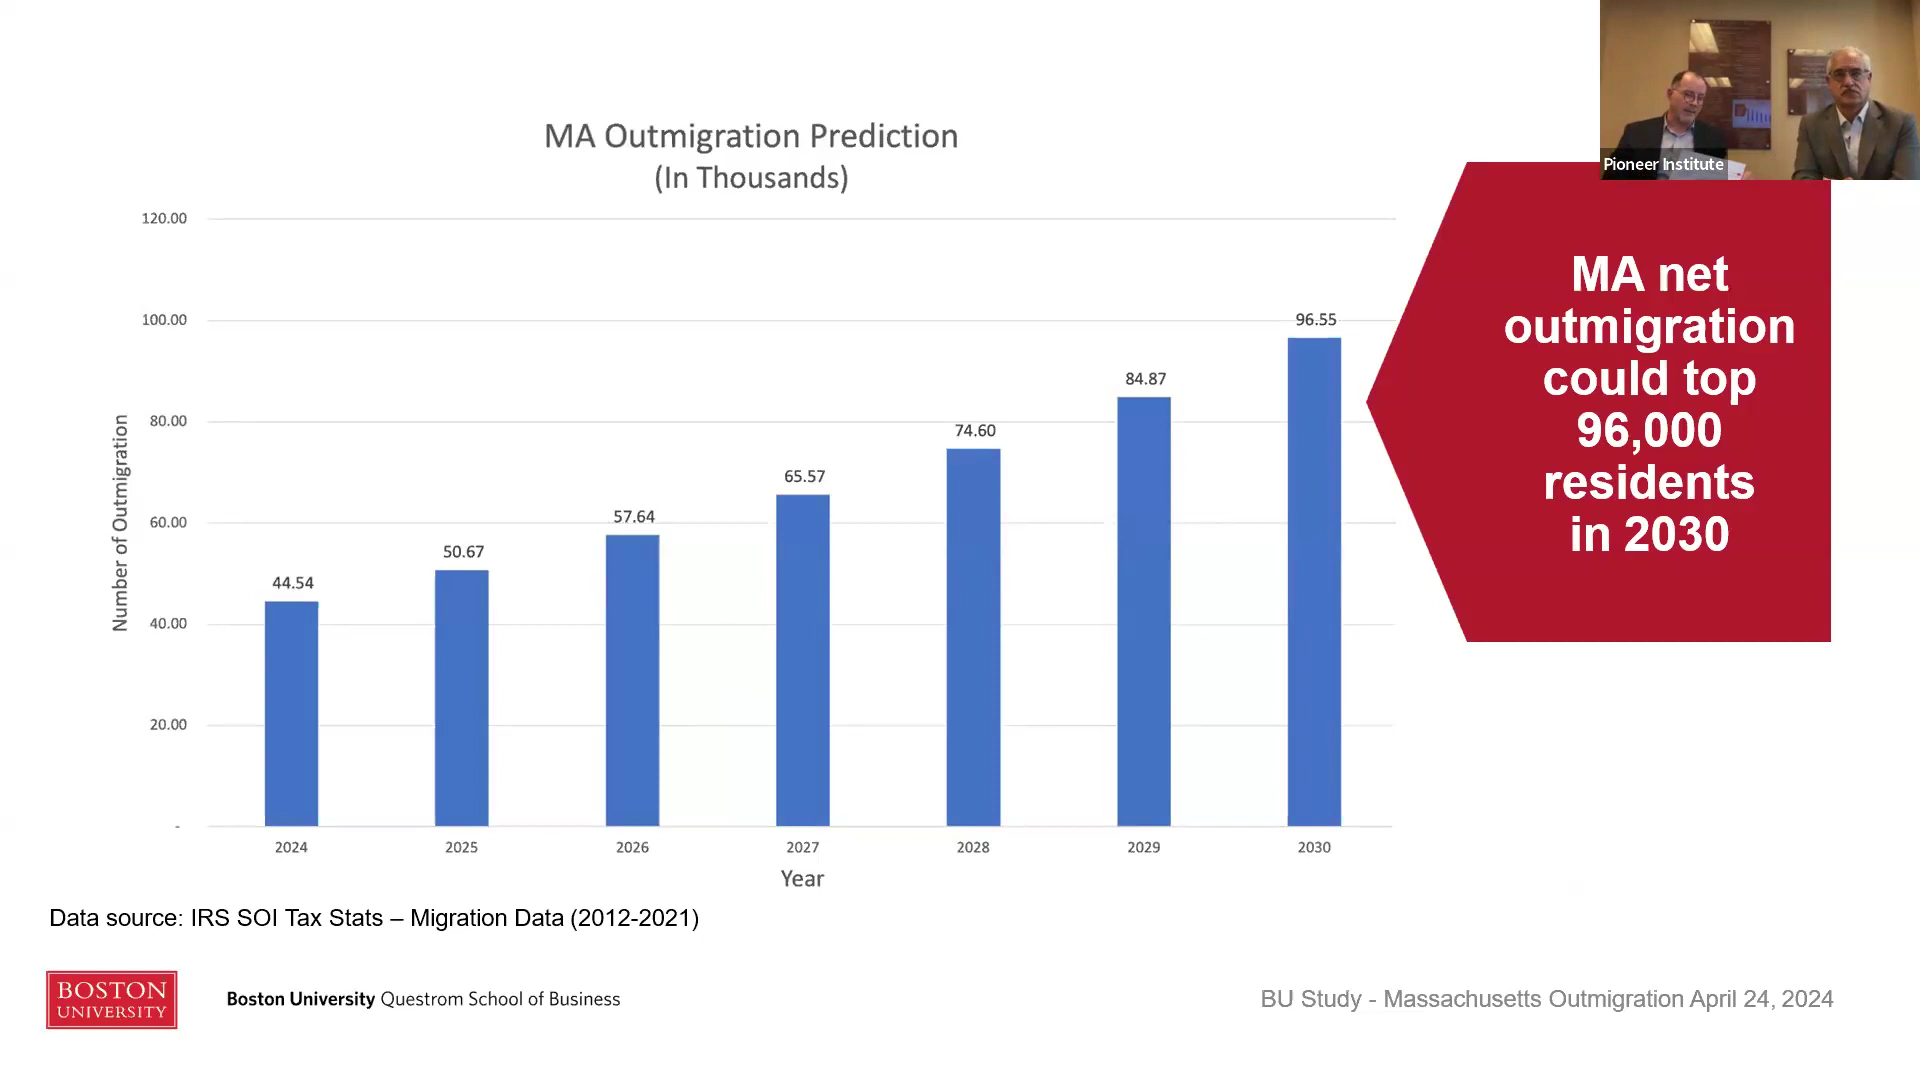 Pioneer Institute
MA Outmigration Prediction
(In Thousands)
Number of Outmigration
120.00
100.00
80.00
60.00
40.00
20.00
-
44.54
50.67
57.64
65.57
74.60
84.87
96.55
2024
2025
2026
2027
2028
2029
2030
Year
MA net
outmigration
could top
96,000
residents
in 2030
Data source: IRS SOI Tax Stats – Migration Data (2012-2021)
BOSTON
UNIVERSITY
Boston University Questrom School of Business
BU Study - Massachusetts Outmigration April 24, 2024